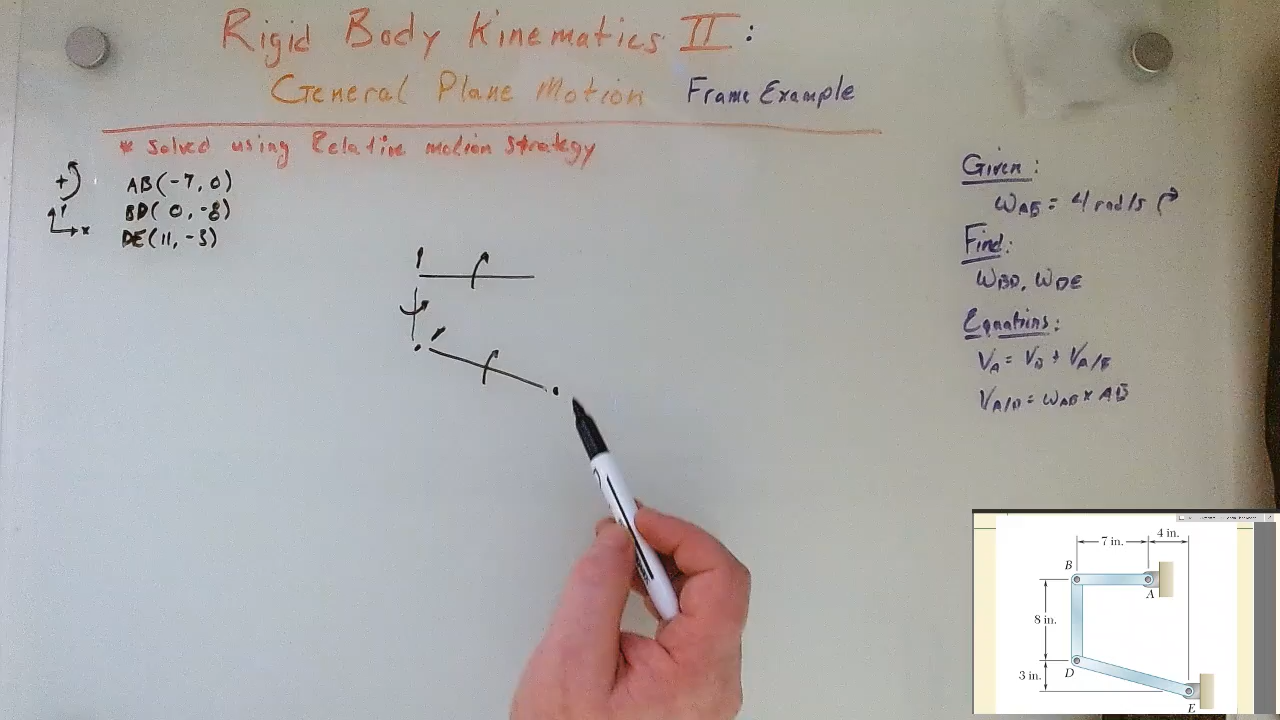 Rigid Body Kinematics II:
General Plane Motion Frame Example
* Solved using Relative motion strategy
+
AB(-7, 0)
Y
BD(0, -8)
x
DE(11, -3)
Given:
ωAB = 4 rad/s
Find:
ωBD, ωDE
Equations:
VA = VB + VA/B
VA/B = ωAB × AB
7 in.
4 in.
B
A
8 in.
3 in.
D
E